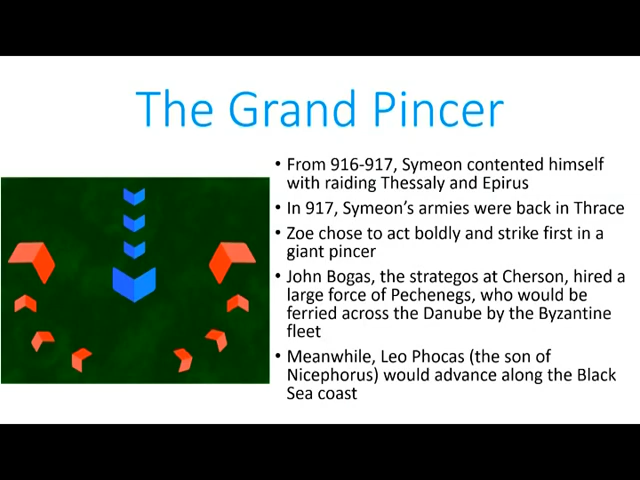 The Grand Pincer
• From 916-917, Symeon contented himself
with raiding Thessaly and Epirus
• In 917, Symeon's armies were back in Thrace
• Zoe chose to act boldly and strike first in a
giant pincer
• John Bogas, the strategos at Cherson, hired a
large force of Pechenegs, who would be
ferried across the Danube by the Byzantine
fleet
• Meanwhile, Leo Phocas (the son of
Nicephorus) would advance along the Black
Sea coast